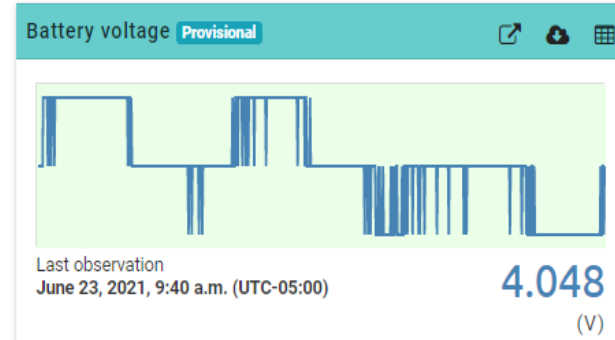 Battery voltage Provisional
Last observation
June 23, 2021, 9:40 a.m. (UTC-05:00)
4.048
(V)